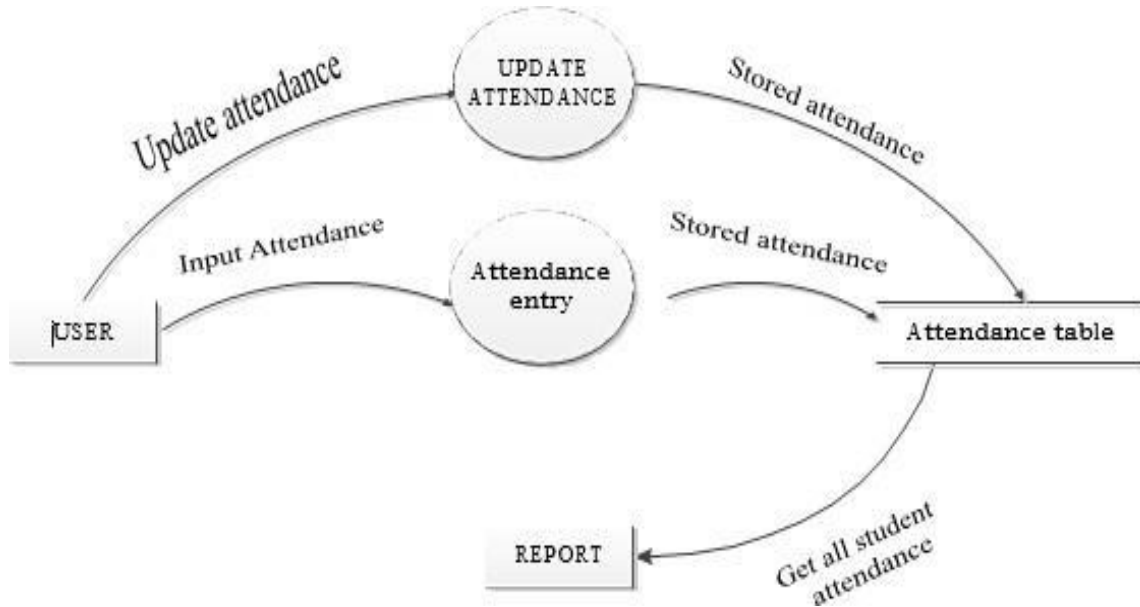 Update attendance
UPDATE
ATTENDANCE
Stored attendance
Input Attendance
Attendance
entry
Stored attendance
USER
Attendance table
REPORT
Get all student
attendance